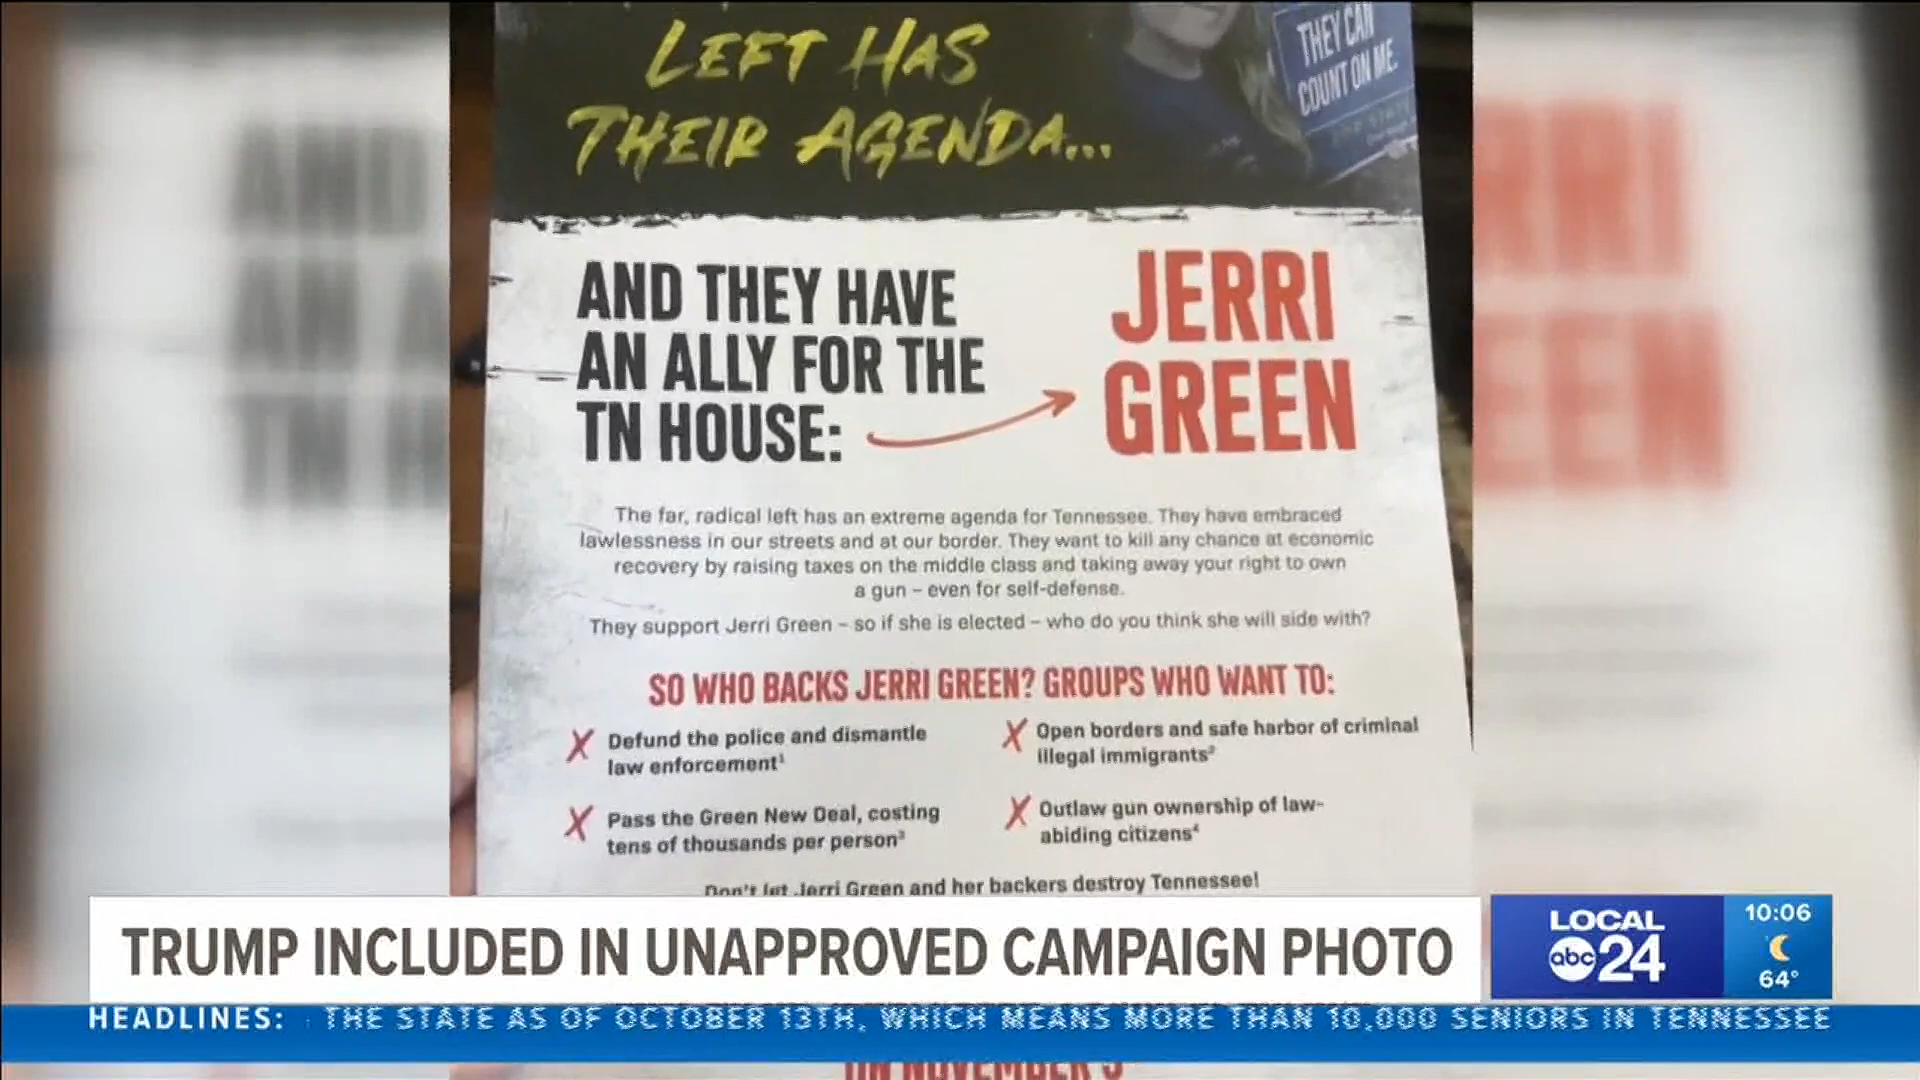 LEFT HAS
THEIR AGENDA...
THEY CAN
COUNT ON ME.
AND THEY HAVE
AN ALLY FOR THE
TN HOUSE:
JERRI
GREEN
The far, radical left has an extreme agenda for Tennessee. They have embraced
lawlessness in our streets and at our border. They want to kill any chance at economic
recovery by raising taxes on the middle class and taking away your right to own
a gun – even for self-defense.
They support Jerri Green – so if she is elected – who do you think she will side with?
SO WHO BACKS JERRI GREEN? GROUPS WHO WANT TO:
✗ Defund the police and dismantle
law enforcement¹
✗ Open borders and safe harbor of criminal
illegal immigrants²
✗ Pass the Green New Deal, costing
tens of thousands per person³
✗ Outlaw gun ownership of law-
abiding citizens⁴
Don't let Jerri Green and her backers destroy Tennessee!
TRUMP INCLUDED IN UNAPPROVED CAMPAIGN PHOTO
LOCAL
abc 24
10:06
64°
HEADLINES: THE STATE AS OF OCTOBER 13TH, WHICH MEANS MORE THAN 10,000 SENIORS IN TENNESSEE
ON NOVEMBER 3